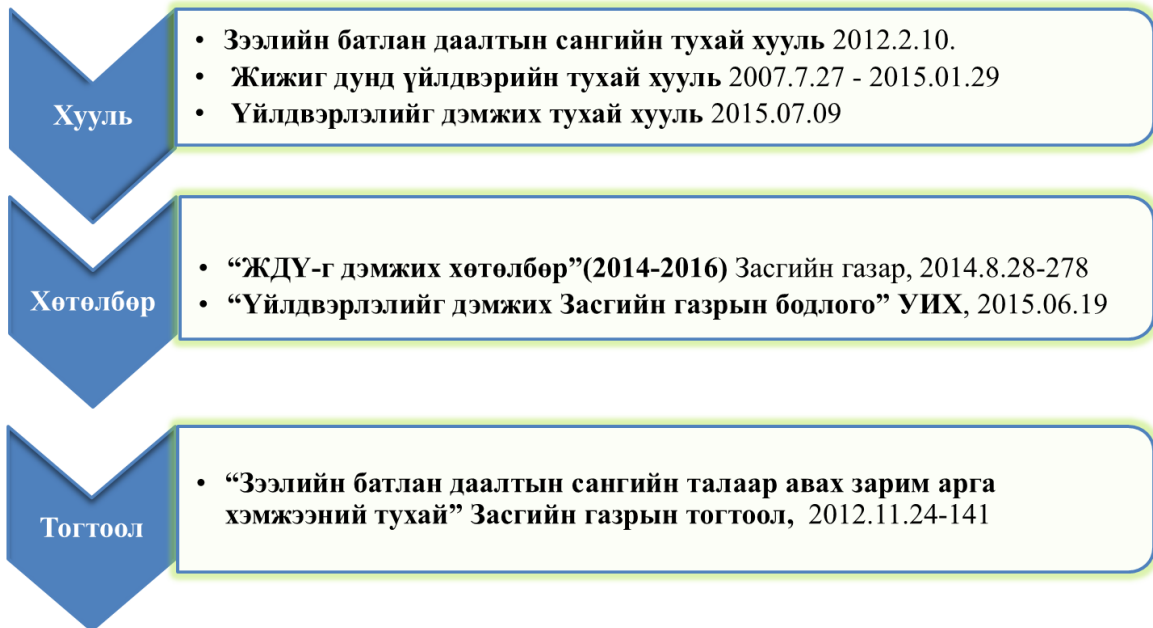 Хууль
• Зээлийн батлан даалтын сангийн тухай хууль 2012.2.10.
• Жижиг дунд үйлдвэрийн тухай хууль 2007.7.27 - 2015.01.29
• Үйлдвэрлэлийг дэмжих тухай хууль 2015.07.09
Хөтөлбөр
• “ЖДҮ-г дэмжих хөтөлбөр”(2014-2016) Засгийн газар, 2014.8.28-278
• “Үйлдвэрлэлийг дэмжих Засгийн газрын бодлого” УИХ, 2015.06.19
Тогтоол
• “Зээлийн батлан даалтын сангийн талаар авах зарим арга
хэмжээний тухай” Засгийн газрын тогтоол, 2012.11.24-141